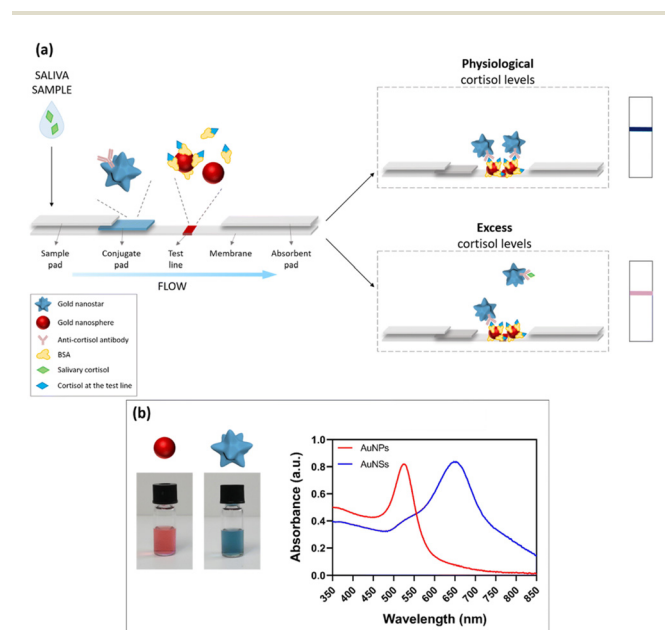 (a)
SALIVA
SAMPLE
Physiological
cortisol levels
Sample
pad
Conjugate
pad
Test
line
Membrane
Absorbent
pad
FLOW
Excess
cortisol levels
Gold nanostar
Gold nanosphere
Anti-cortisol antibody
BSA
Salivary cortisol
Cortisol at the test line
(b)
AuNPs
AuNSs
Absorbance (a.u.)
1.0
0.8
0.6
0.4
0.2
0.0
350
400
450
500
550
600
650
700
750
800
850
Wavelength (nm)